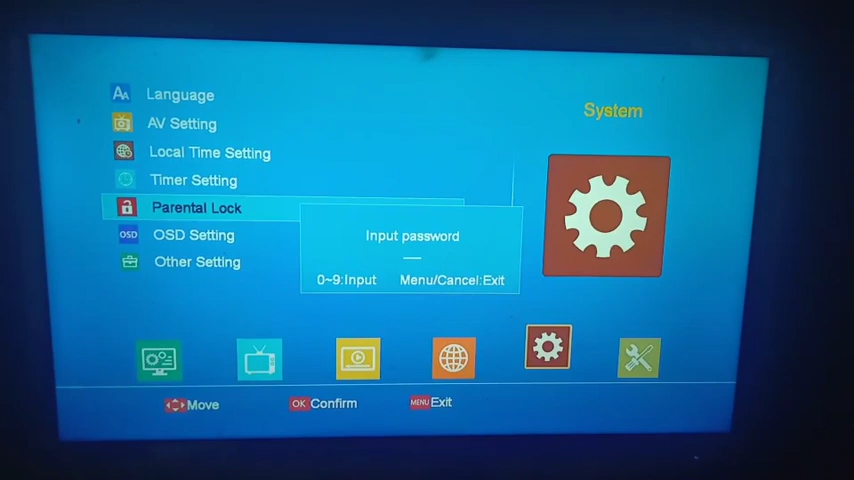 System
AA Language
AV Setting
Local Time Setting
Timer Setting
Parental Lock
OSD OSD Setting
Other Setting
Input password
0~9:Input Menu/Cancel:Exit
Move OK Confirm MENU Exit